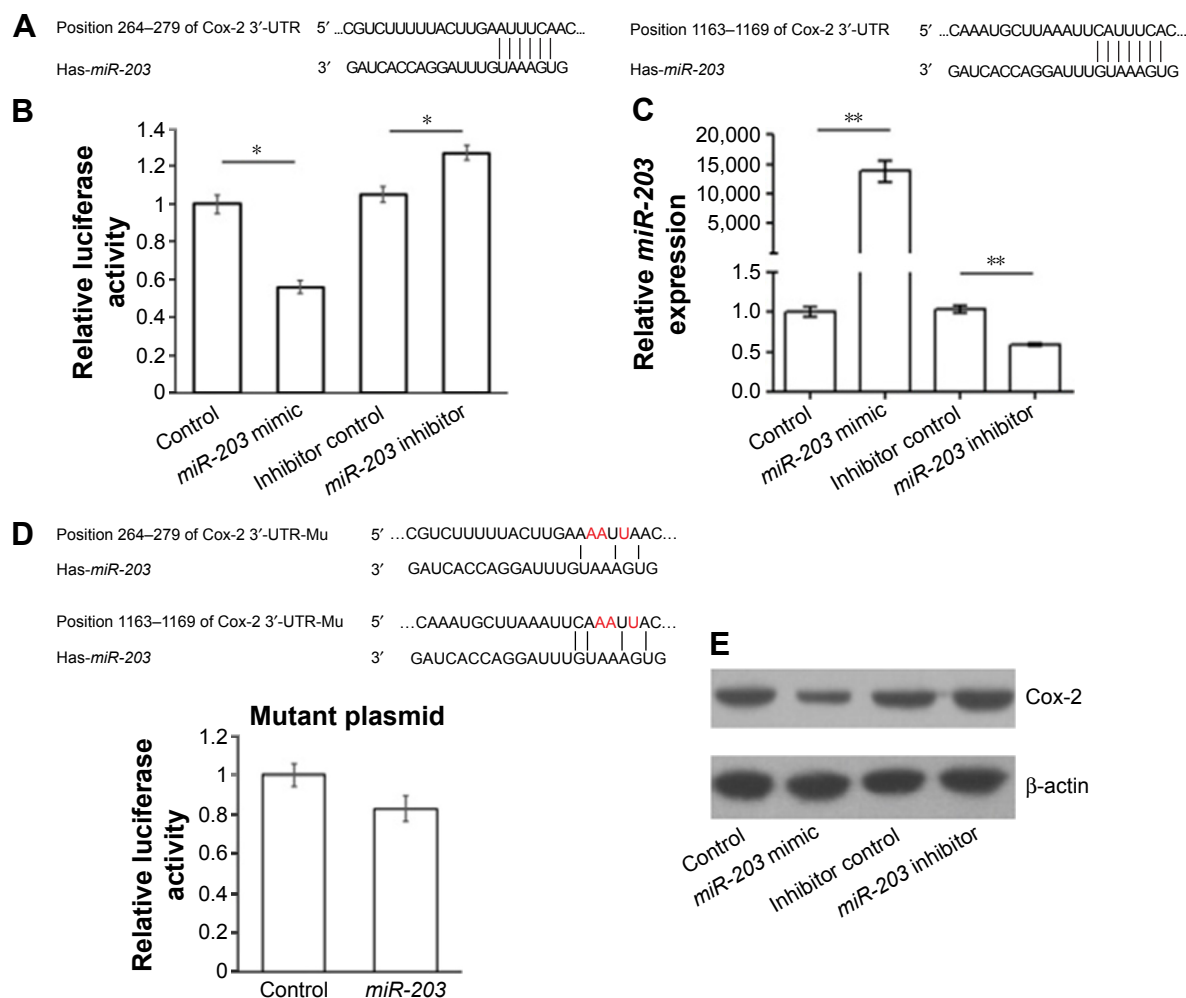 A
Position 264–279 of Cox-2 3′-UTR 5′ ...CGUCUUUUUACUUGAAUUUCAAC...
Has-miR-203 3′ GAUCACCAGGAUUUGUAAAGUG
Position 1163–1169 of Cox-2 3′-UTR 5′ ...CAAAUGCUUAAAUUCAUUUCAC...
Has-miR-203 3′ GAUCACCAGGAUUUGUAAAGUG
B
Relative luciferase activity
1.4
1.2
1
0.8
0.6
0.4
0.2
0
*
*
Control
miR-203 mimic
Inhibitor control
miR-203 inhibitor
C
Relative miR-203 expression
20,000
15,000
10,000
5,000
1.5
1.0
0.5
0.0
**
**
Control
miR-203 mimic
Inhibitor control
miR-203 inhibitor
D
Position 264–279 of Cox-2 3′-UTR-Mu 5′ ...CGUCUUUUUACUUGAAAAUUAAC...
Has-miR-203 3′ GAUCACCAGGAUUUGUAAAGUG
Position 1163–1169 of Cox-2 3′-UTR-Mu 5′ ...CAAAUGCUUAAAUUCAAAUUAC...
Has-miR-203 3′ GAUCACCAGGAUUUGUAAAGUG
Mutant plasmid
Relative luciferase activity
1.2
1
0.8
0.6
0.4
0.2
0
Control
miR-203
E
Cox-2
β-actin
Control
miR-203 mimic
Inhibitor control
miR-203 inhibitor